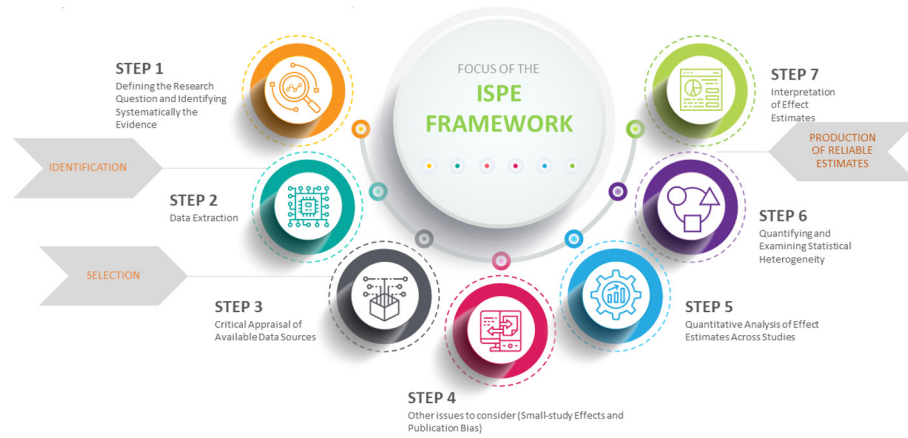 FOCUS OF THE
ISPE
FRAMEWORK
STEP 1
Defining the Research
Question and Identifying
Systematically the
Evidence
IDENTIFICATION
STEP 2
Data Extraction
SELECTION
STEP 3
Critical Appraisal of
Available Data Sources
STEP 4
Other issues to consider (Small-study Effects and
Publication Bias)
STEP 5
Quantitative Analysis of Effect
Estimates Across Studies
STEP 6
Quantifying and
Examining Statistical
Heterogeneity
STEP 7
Interpretation
of Effect
Estimates
PRODUCTION
OF RELIABLE
ESTIMATES